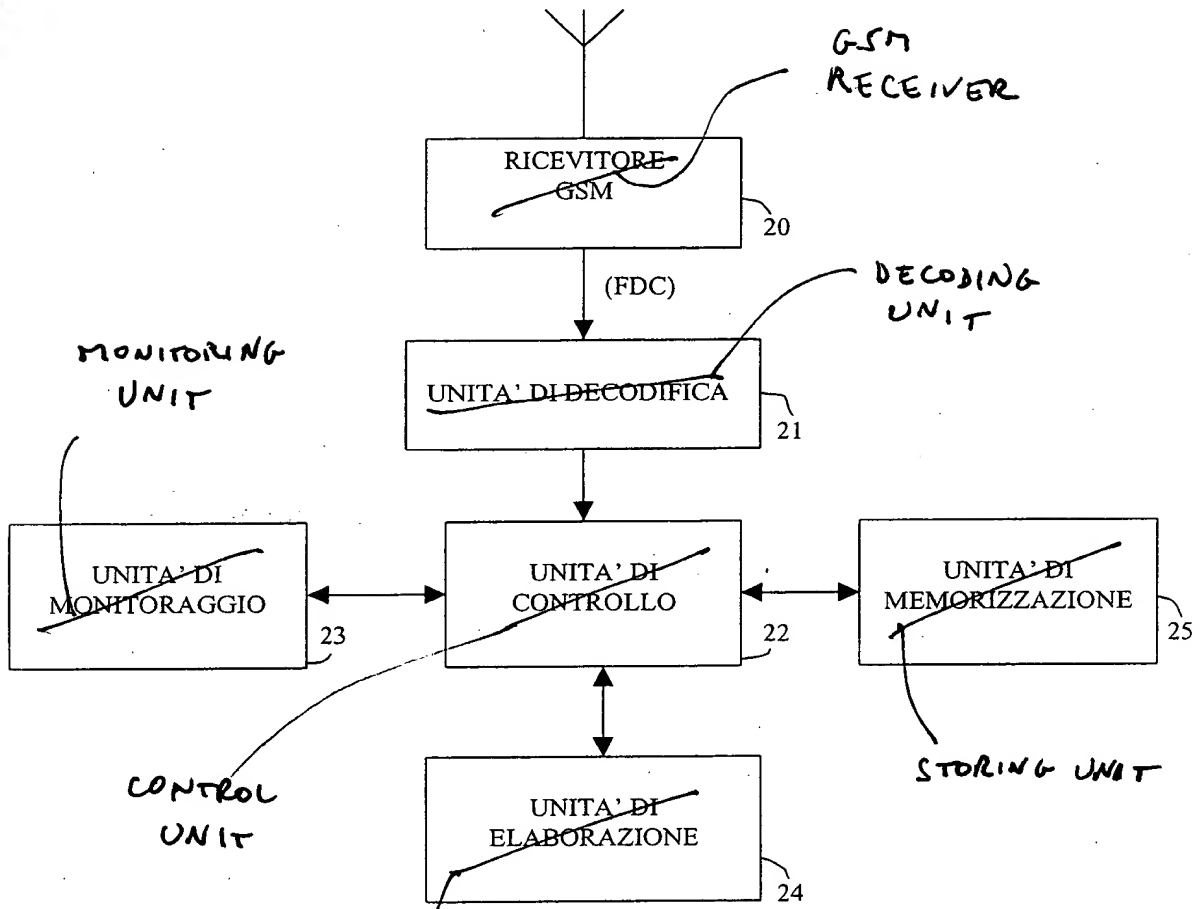 GSM
RECEIVER
RICEVITORE
GSM
20
(FDC)
DECODING
UNIT
MONITORING
UNIT
UNITA' DI DECODIFICA
21
UNITA' DI
MONITORAGGIO
23
UNITA' DI
CONTROLLO
22
UNITA' DI
MEMORIZZAZIONE
25
CONTROL
UNIT
STORING UNIT
UNITA' DI
ELABORAZIONE
24